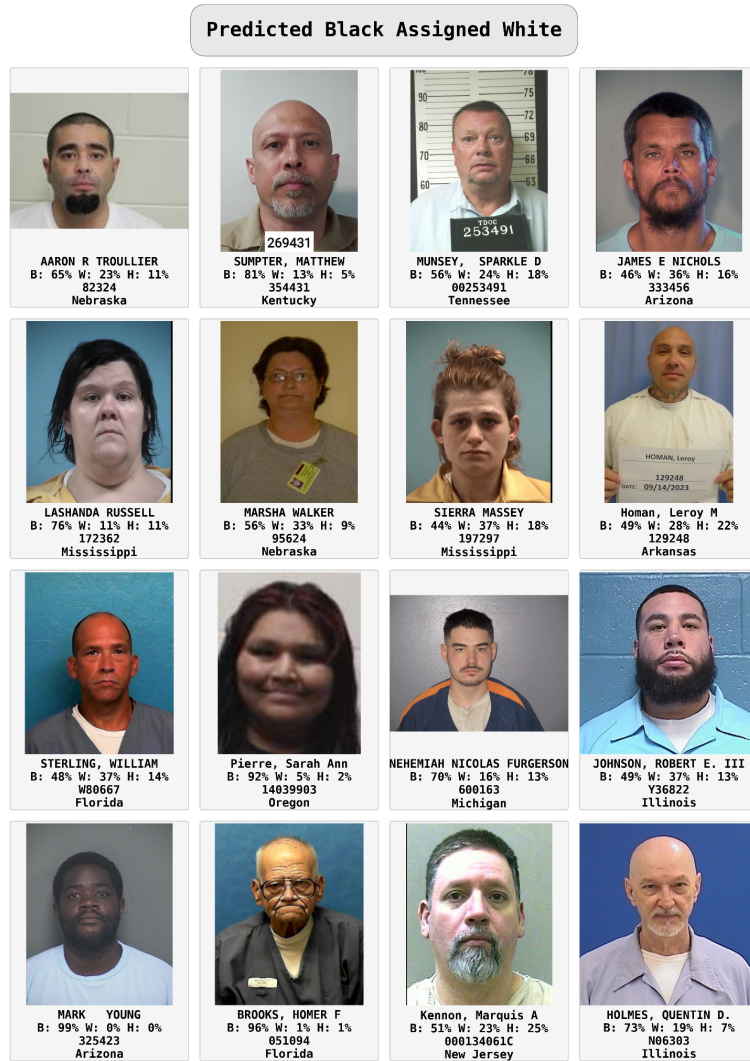 Predicted Black Assigned White
269431
AARON R TROULLIER
B: 65% W: 23% H: 11%
82324
Nebraska
SUMPTER, MATTHEW
B: 81% W: 13% H: 5%
354431
Kentucky
90
80
70
60
78
72
69
66
63
TDOC
253491
MUNSEY,  SPARKLE D
B: 56% W: 24% H: 18%
00253491
Tennessee
JAMES E NICHOLS
B: 46% W: 36% H: 16%
333456
Arizona
LASHANDA RUSSELL
B: 76% W: 11% H: 11%
172362
Mississippi
MARSHA WALKER
B: 56% W: 33% H: 9%
95624
Nebraska
SIERRA MASSEY
B: 44% W: 37% H: 18%
197297
Mississippi
HOMAN, Leroy
129248
DATE: 09/14/2023
Homan, Leroy M
B: 49% W: 28% H: 22%
129248
Arkansas
STERLING, WILLIAM
B: 48% W: 37% H: 14%
W80667
Florida
Pierre, Sarah Ann
B: 92% W: 5% H: 2%
14039903
Oregon
NEHEMIAH NICOLAS FURGERSON
B: 70% W: 16% H: 13%
600163
Michigan
JOHNSON, ROBERT E. III
B: 49% W: 37% H: 13%
Y36822
Illinois
MARK   YOUNG
B: 99% W: 0% H: 0%
325423
Arizona
BROOKS, HOMER F
B: 96% W: 1% H: 1%
051094
Florida
Kennon, Marquis A
B: 51% W: 23% H: 25%
000134061C
New Jersey
HOLMES, QUENTIN D.
B: 73% W: 19% H: 7%
N06303
Illinois